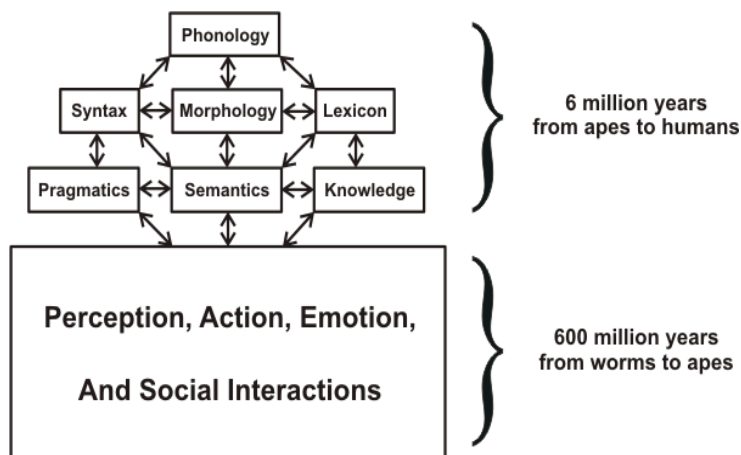 Phonology
Syntax
Morphology
Lexicon
6 million years
from apes to humans
Pragmatics
Semantics
Knowledge
Perception, Action, Emotion,
And Social Interactions
600 million years
from worms to apes